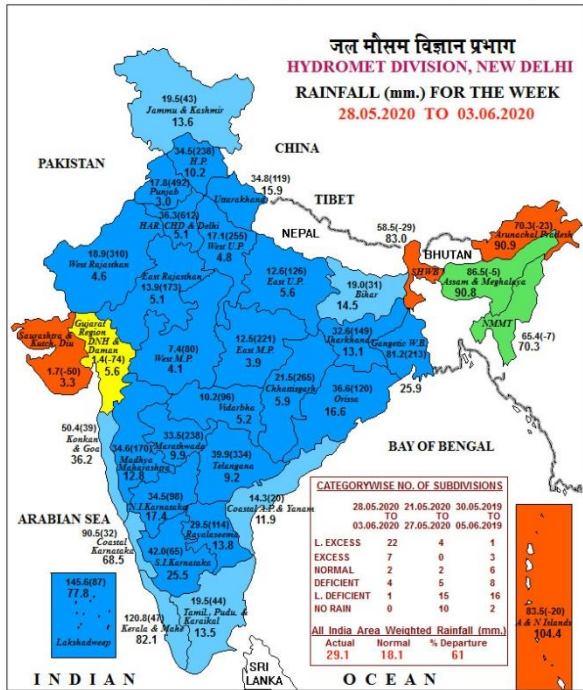 जल मौसम विज्ञान प्रभाग
HYDROMET DIVISION, NEW DELHI
RAINFALL (mm.) FOR THE WEEK
28.05.2020 TO 03.06.2020
19.5(43)
Jammu & Kashmir
13.6
CHINA
PAKISTAN
34.5(238)
H.P.
10.2
17.8(492)
Punjab
3.0
34.8(119)
Uttarakhand
15.9
TIBET
36.3(612)
HAR. CHD & Delhi
5.1
17.1(255)
West U.P.
4.8
NEPAL
58.5(-29)
SHWB
83.0
BHUTAN
70.3(-23)
Arunachal Pradesh
90.9
18.9(310)
West Rajasthan
4.6
East Rajasthan
13.9(173)
5.1
12.6(126)
East U.P.
5.6
19.0(31)
Bihar
14.5
86.5(-5)
Assam & Meghalaya
90.8
NMMT
65.4(-7)
70.3
Saurashtra &
Kutch, Diu
1.7(-50)
3.3
Gujarat
Region
DNH &
Daman
1.4(-74)
5.6
7.4(80)
West M.P.
4.1
12.5(221)
East M.P.
3.9
32.6(149)
Jharkhand
13.1
Gangetic W.B.
81.2(213)
25.9
21.5(265)
Chhattisgarh
5.9
36.6(120)
Orissa
16.6
10.2(96)
Vidarbha
5.2
50.4(39)
Konkan
& Goa
36.2
34.6(170)
Madhya
Maharashtra
12.8
33.5(238)
Marathwada
9.9
39.9(334)
Telangana
9.2
BAY OF BENGAL
14.3(20)
Coastal A.P. & Yanam
11.9
ARABIAN SEA
34.5(98)
N.I.Karnataka
17.4
29.5(114)
Rayalaseema
13.8
90.5(32)
Coastal
Karnataka
68.5
42.0(65)
S.I.Karnataka
25.5
145.6(87)
77.8
Lakshadweep
120.8(47)
Kerala & Mahe
82.1
19.5(44)
Tamil, Pudu. &
Karaikal
13.5
83.5(-20)
A & N Islands
104.4
CATEGORYWISE NO. OF SUBDIVISIONS
28.05.2020 21.05.2020 30.05.2019
TO TO TO
03.06.2020 27.05.2020 05.06.2019
L. EXCESS 22 4 1
EXCESS 7 0 3
NORMAL 2 2 6
DEFICIENT 4 5 8
L. DEFICIENT 1 15 16
NO RAIN 0 10 2
All India Area Weighted Rainfall (mm.)
Actual Normal % Departure
29.1 18.1 61
SRI
LANKA
INDIAN OCEAN